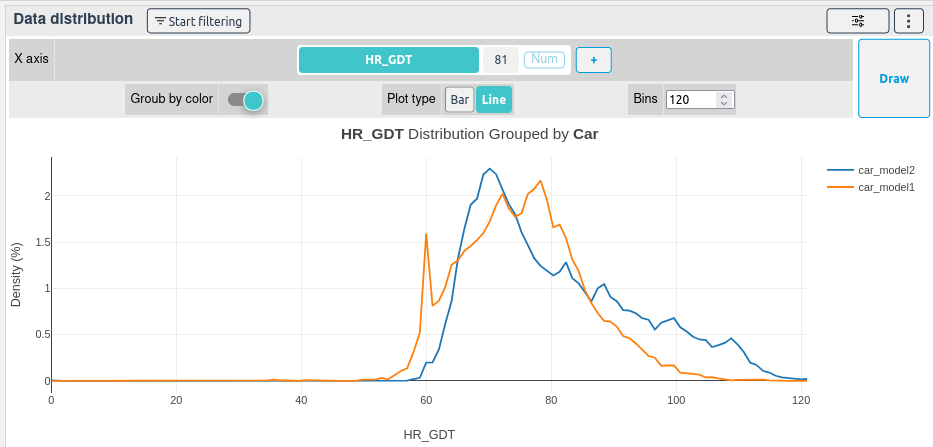 Data distribution Start filtering
X axis HR_GDT 81 Num +
Draw
Groub by color Plot type Bar Line Bins 120
HR_GDT Distribution Grouped by Car
car_model2
car_model1
Density (%)
2
1.5
1
0.5
0
0 20 40 60 80 100 120
HR_GDT